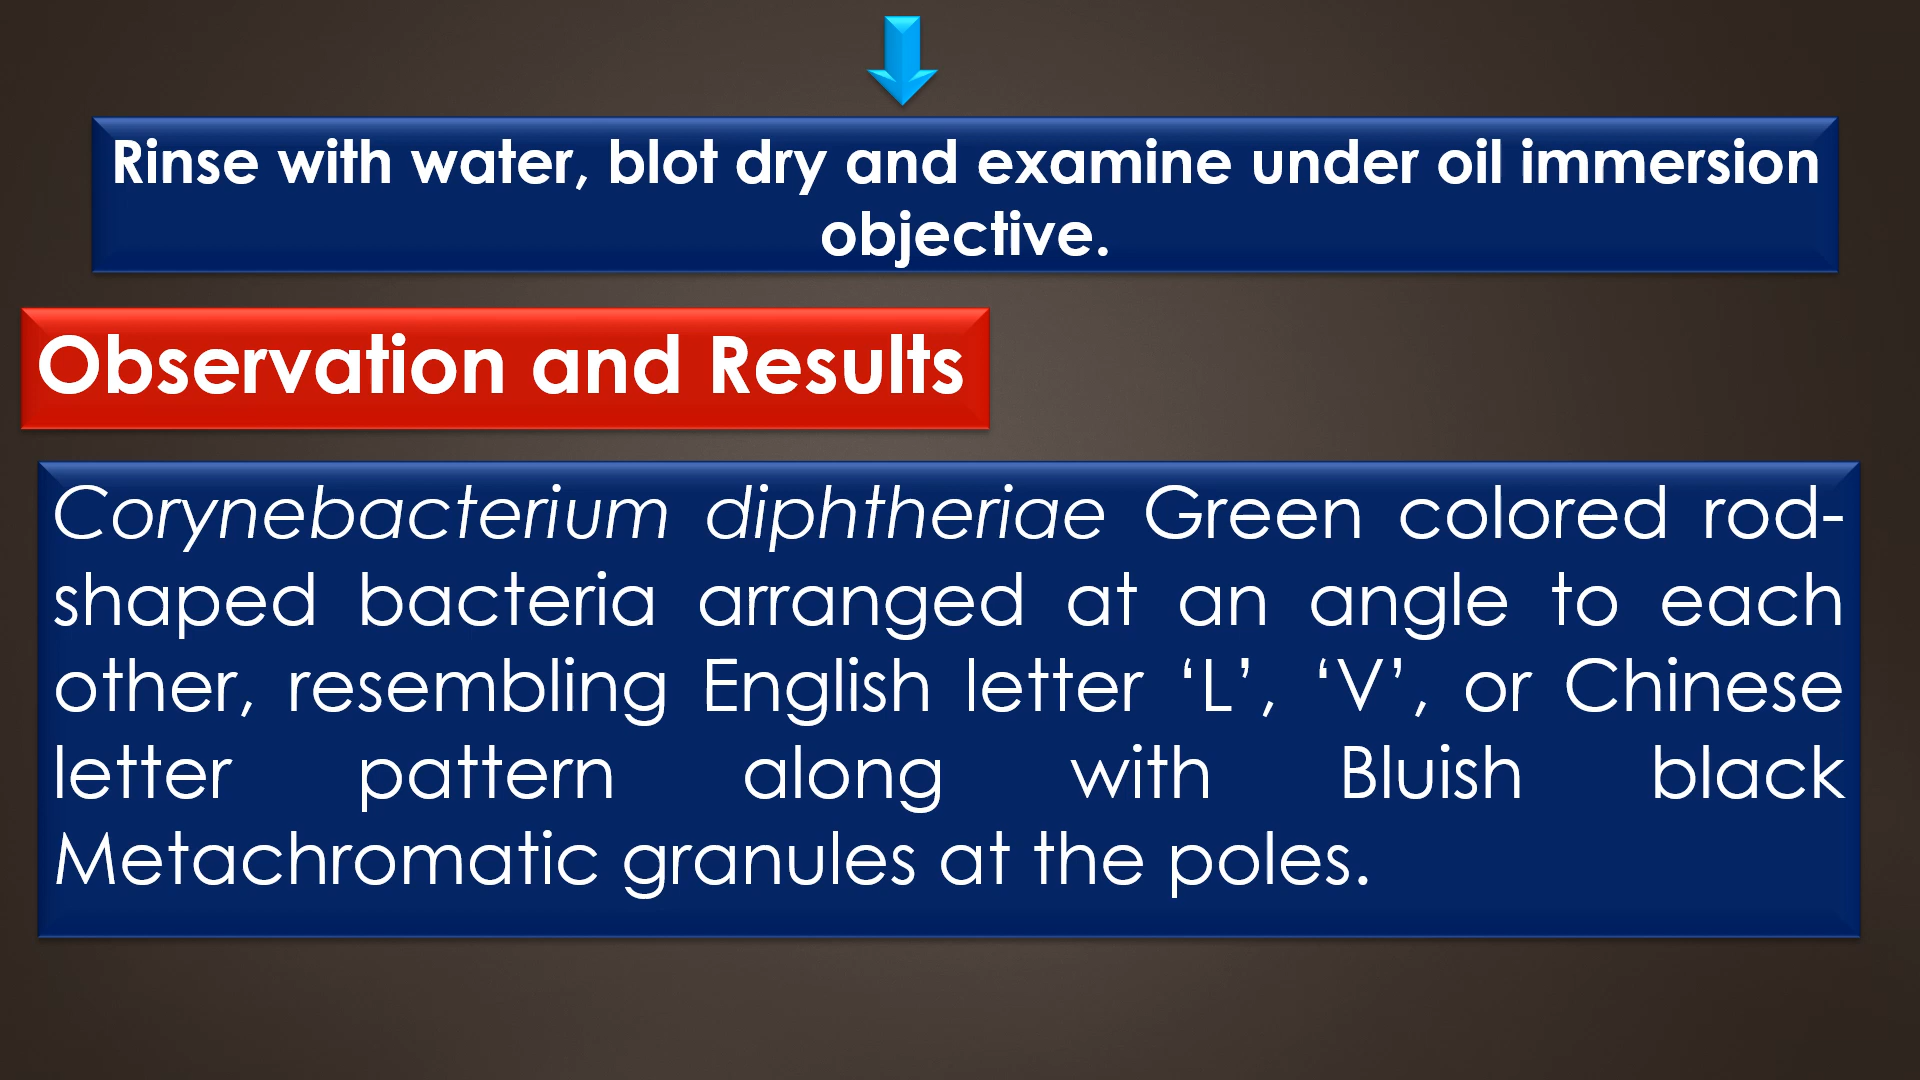 Rinse with water, blot dry and examine under oil immersion
objective.
Observation and Results
Corynebacterium diphtheriae Green colored rod-
shaped bacteria arranged at an angle to each
other, resembling English letter ‘L’, ‘V’, or Chinese
letter pattern along with Bluish black
Metachromatic granules at the poles.